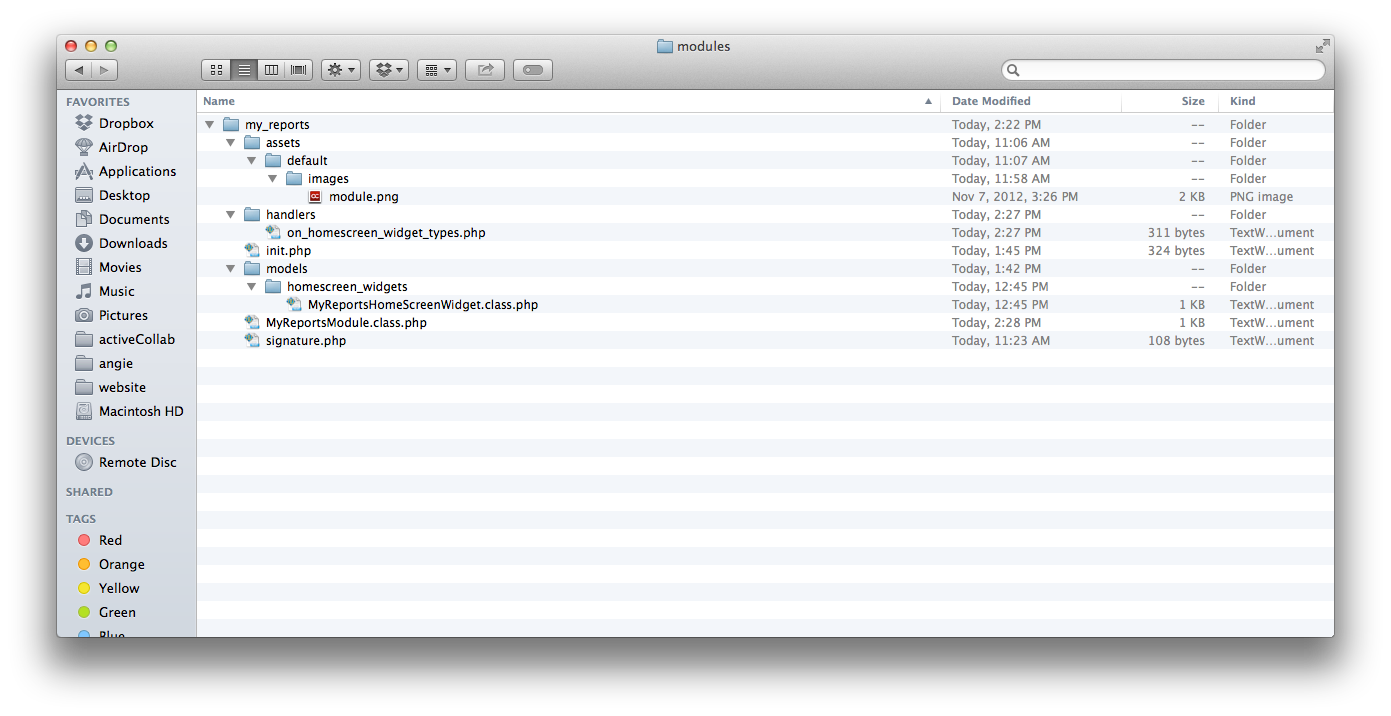 modules
FAVORITES
Dropbox
AirDrop
Applications
Desktop
Documents
Downloads
Movies
Music
Pictures
activeCollab
angie
website
Macintosh HD
DEVICES
Remote Disc
SHARED
TAGS
Red
Orange
Yellow
Green
Blue
Name Date Modified Size Kind
my_reports Today, 2:22 PM -- Folder
assets Today, 11:06 AM -- Folder
default Today, 11:07 AM -- Folder
images Today, 11:58 AM -- Folder
module.png Nov 7, 2012, 3:26 PM 2 KB PNG image
handlers Today, 2:27 PM -- Folder
on_homescreen_widget_types.php Today, 2:27 PM 311 bytes TextW...ument
init.php Today, 1:45 PM 324 bytes TextW...ument
models Today, 1:42 PM -- Folder
homescreen_widgets Today, 12:45 PM -- Folder
MyReportsHomeScreenWidget.class.php Today, 12:45 PM 1 KB TextW...ument
MyReportsModule.class.php Today, 2:28 PM 1 KB TextW...ument
signature.php Today, 11:23 AM 108 bytes TextW...ument